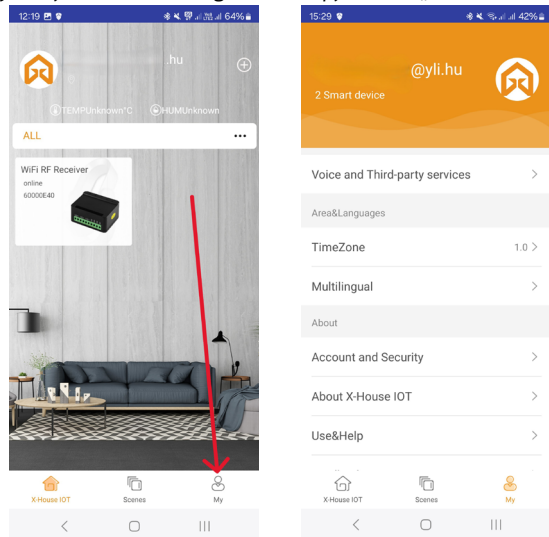 12:19
64%
.hu
TEMPUnknown°C
HUMUnknown
ALL
WiFi RF Receiver
online
60000E40
X-House IOT
Scenes
My
15:29
42%
@yli.hu
2 Smart device
Voice and Third-party services
Area&Languages
TimeZone
1.0
Multilingual
About
Account and Security
About X-House IOT
Use&Help
X-House IOT
Scenes
My